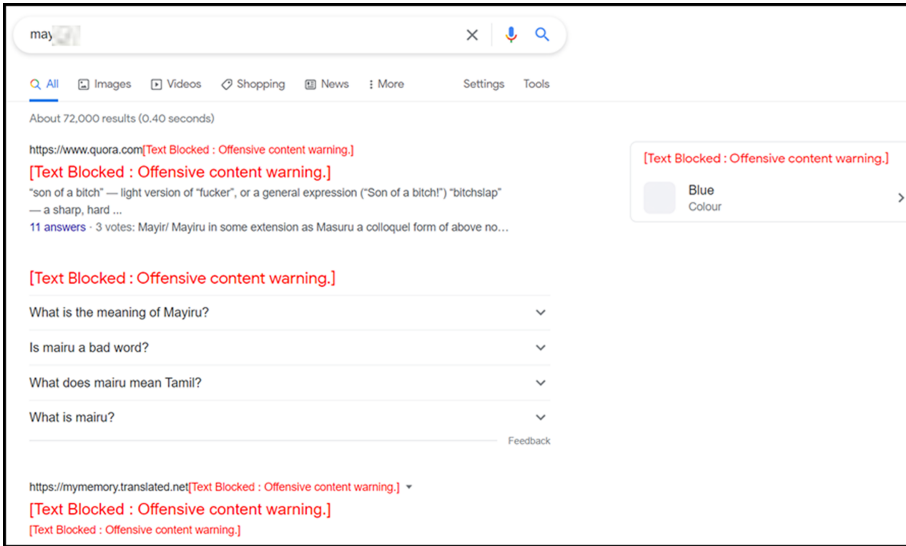 may
All Images Videos Shopping News More Settings Tools
About 72,000 results (0.40 seconds)
https://www.quora.com[Text Blocked : Offensive content warning.]
[Text Blocked : Offensive content warning.]
“son of a bitch” — light version of “fucker”, or a general expression (“Son of a bitch!”) “bitchslap”
— a sharp, hard ...
11 answers · 3 votes: Mayir/ Mayiru in some extension as Masuru a colloquel form of above no…
[Text Blocked : Offensive content warning.]
What is the meaning of Mayiru?
Is mairu a bad word?
What does mairu mean Tamil?
What is mairu?
Feedback
https://mymemory.translated.net[Text Blocked : Offensive content warning.]
[Text Blocked : Offensive content warning.]
[Text Blocked : Offensive content warning.]
[Text Blocked : Offensive content warning.]
Blue
Colour